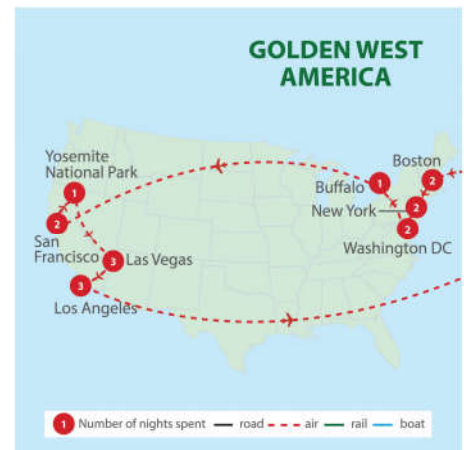 GOLDEN WEST
AMERICA
Yosemite
National Park
1
2
San
Francisco
3
Las Vegas
3
Los Angeles
Buffalo
1
Boston
2
New York
2
2
Washington DC
1 Number of nights spent road air rail boat